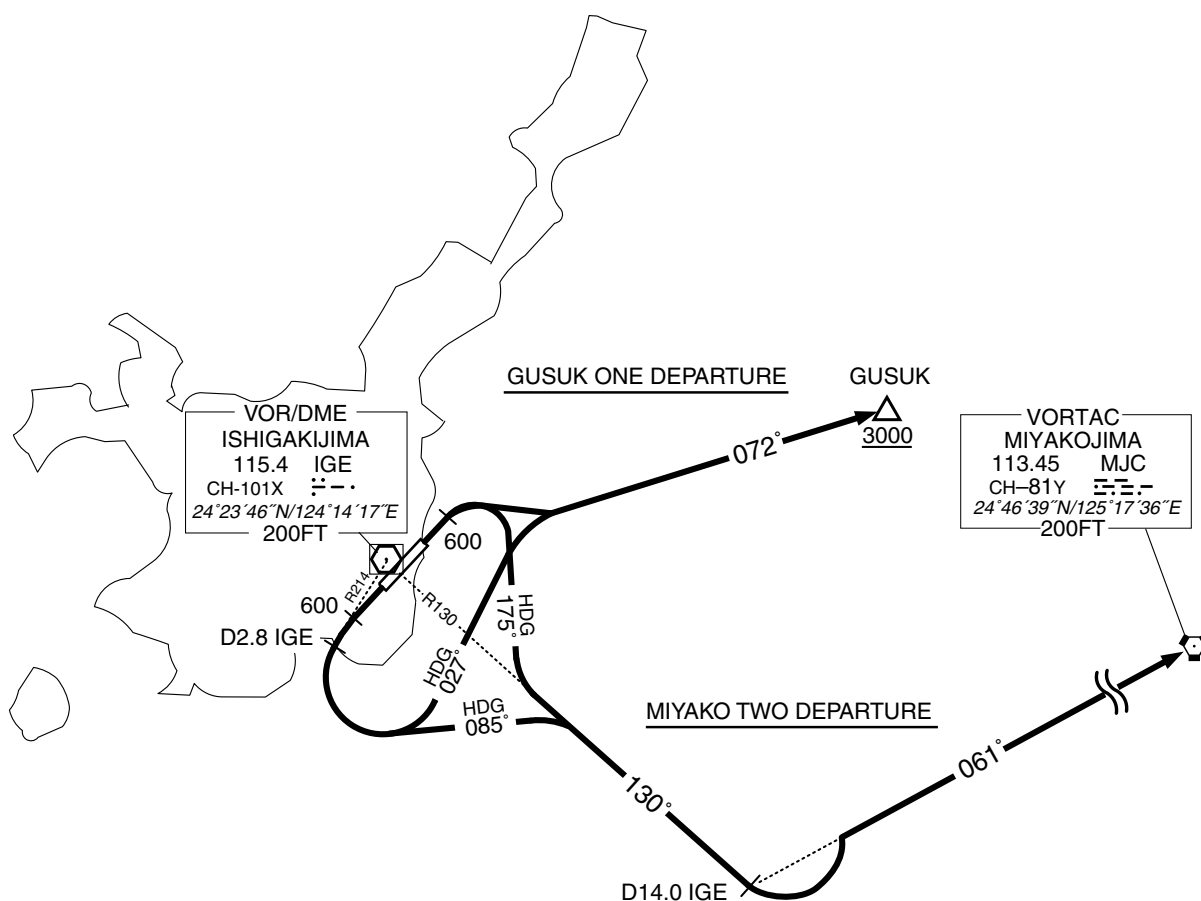 GUSUK ONE DEPARTURE
GUSUK
3000
072°
VOR/DME
ISHIGAKIJIMA
115.4 IGE
CH-101X
24°23´46˝N/124°14´17˝E
200FT
VORTAC
MIYAKOJIMA
113.45 MJC
CH–81Y
24°46´39˝N/125°17´36˝E
200FT
600
R214
R130
600
D2.8 IGE
HDG
175°
HDG
027°
HDG
085°
MIYAKO TWO DEPARTURE
130°
061°
D14.0 IGE